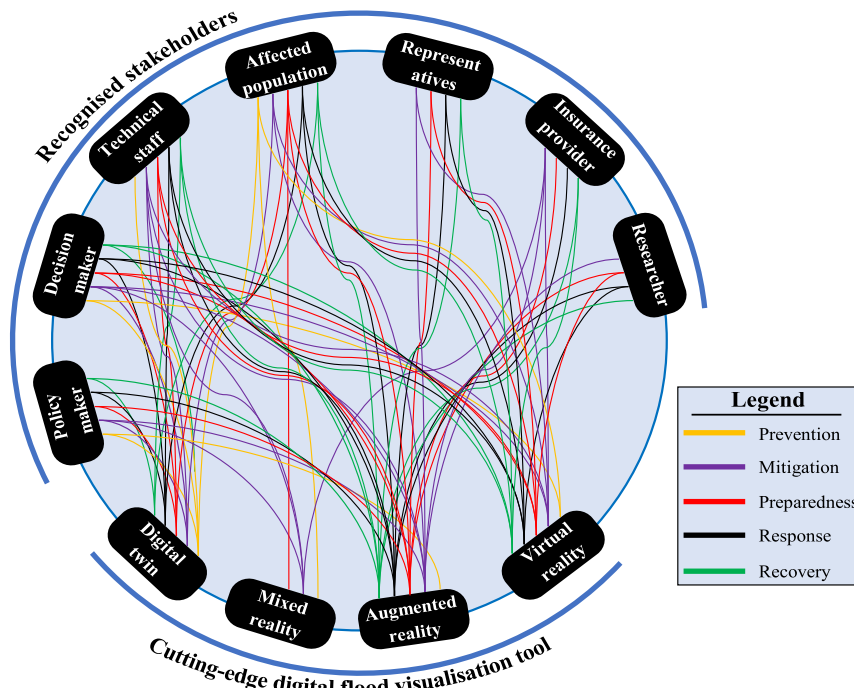 Recognised stakeholders
Affected
population
Represent
atives
Technical
staff
Insurance
provider
Decision
maker
Researcher
Policy
maker
Digital
twin
Mixed
reality
Augmented
reality
Virtual
reality
Cutting-edge digital flood visualisation tool
Legend
Prevention
Mitigation
Preparedness
Response
Recovery